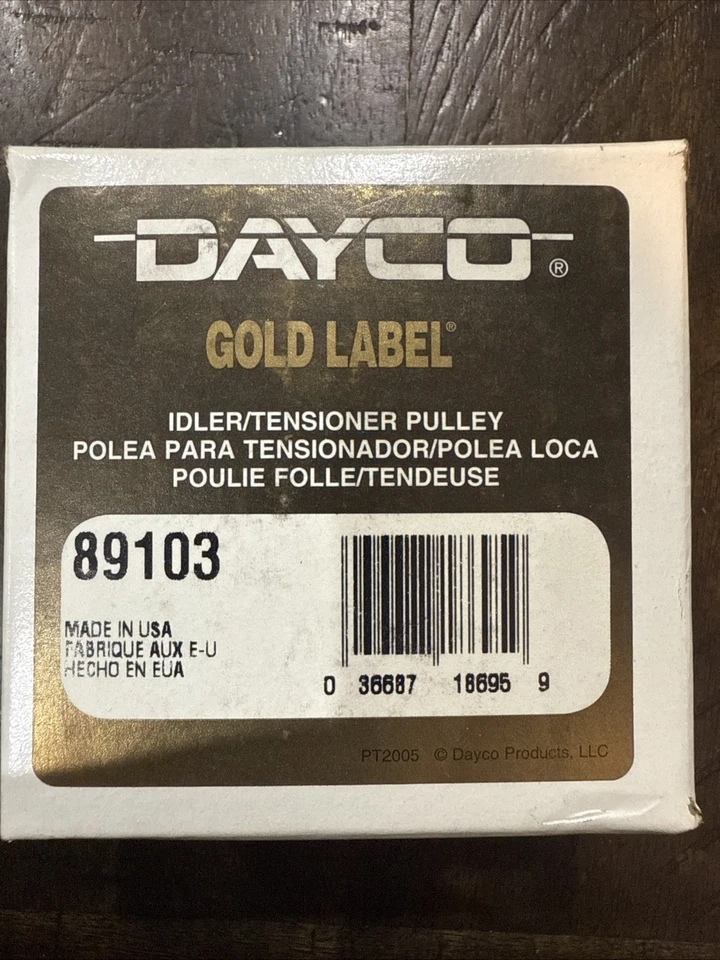 DAYCO®
GOLD LABEL®
IDLER/TENSIONER PULLEY
POLEA PARA TENSIONADOR/POLEA LOCA
POULIE FOLLE/TENDEUSE
89103
MADE IN USA
FABRIQUE AUX E-U
HECHO EN EUA
0 36687 18695 9
PT2005 © Dayco Products, LLC